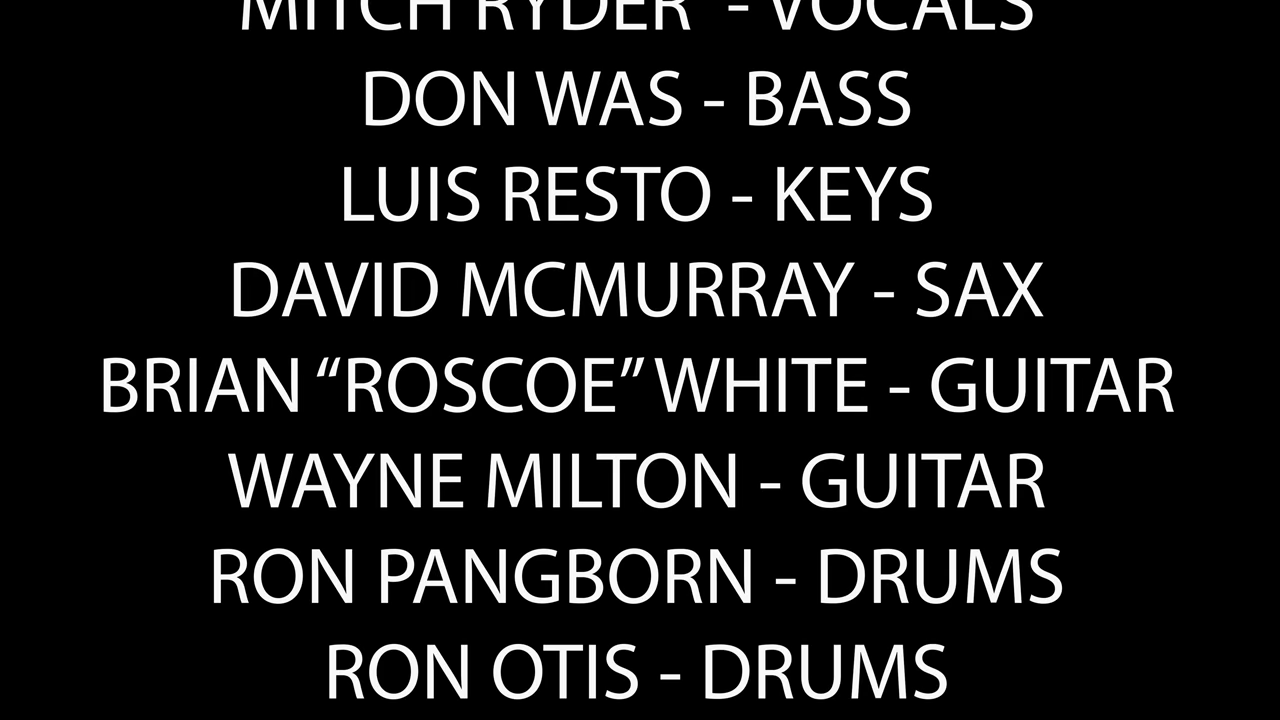 MITCH RYDER - VOCALS
DON WAS - BASS
LUIS RESTO - KEYS
DAVID MCMURRAY - SAX
BRIAN “ROSCOE” WHITE - GUITAR
WAYNE MILTON - GUITAR
RON PANGBORN - DRUMS
RON OTIS - DRUMS